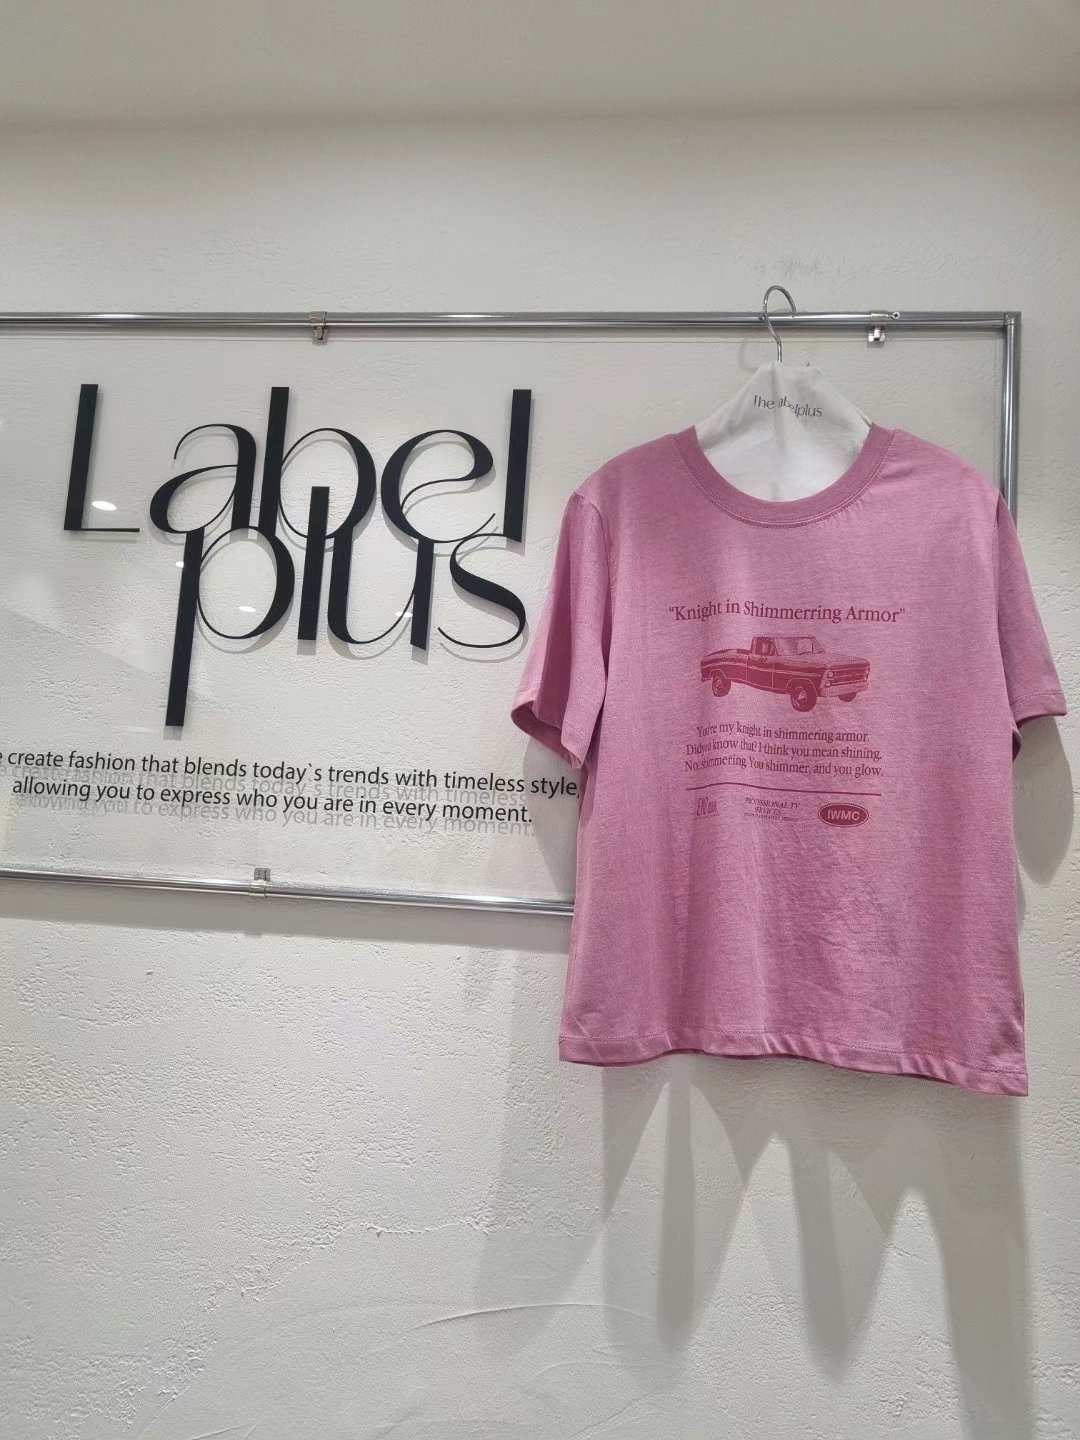 Label
plus
create fashion that blends today`s trends with timeless style,
allowing you to express who you are in every moment.
The labelplus
“Knight in Shimmerring Armor”
You're my knight in shimmering armor.
Did you know that? I think you mean shining.
No, shimmering. You shimmer, and you glow.
PROFESSIONAL TV
SERVICES
IWMC